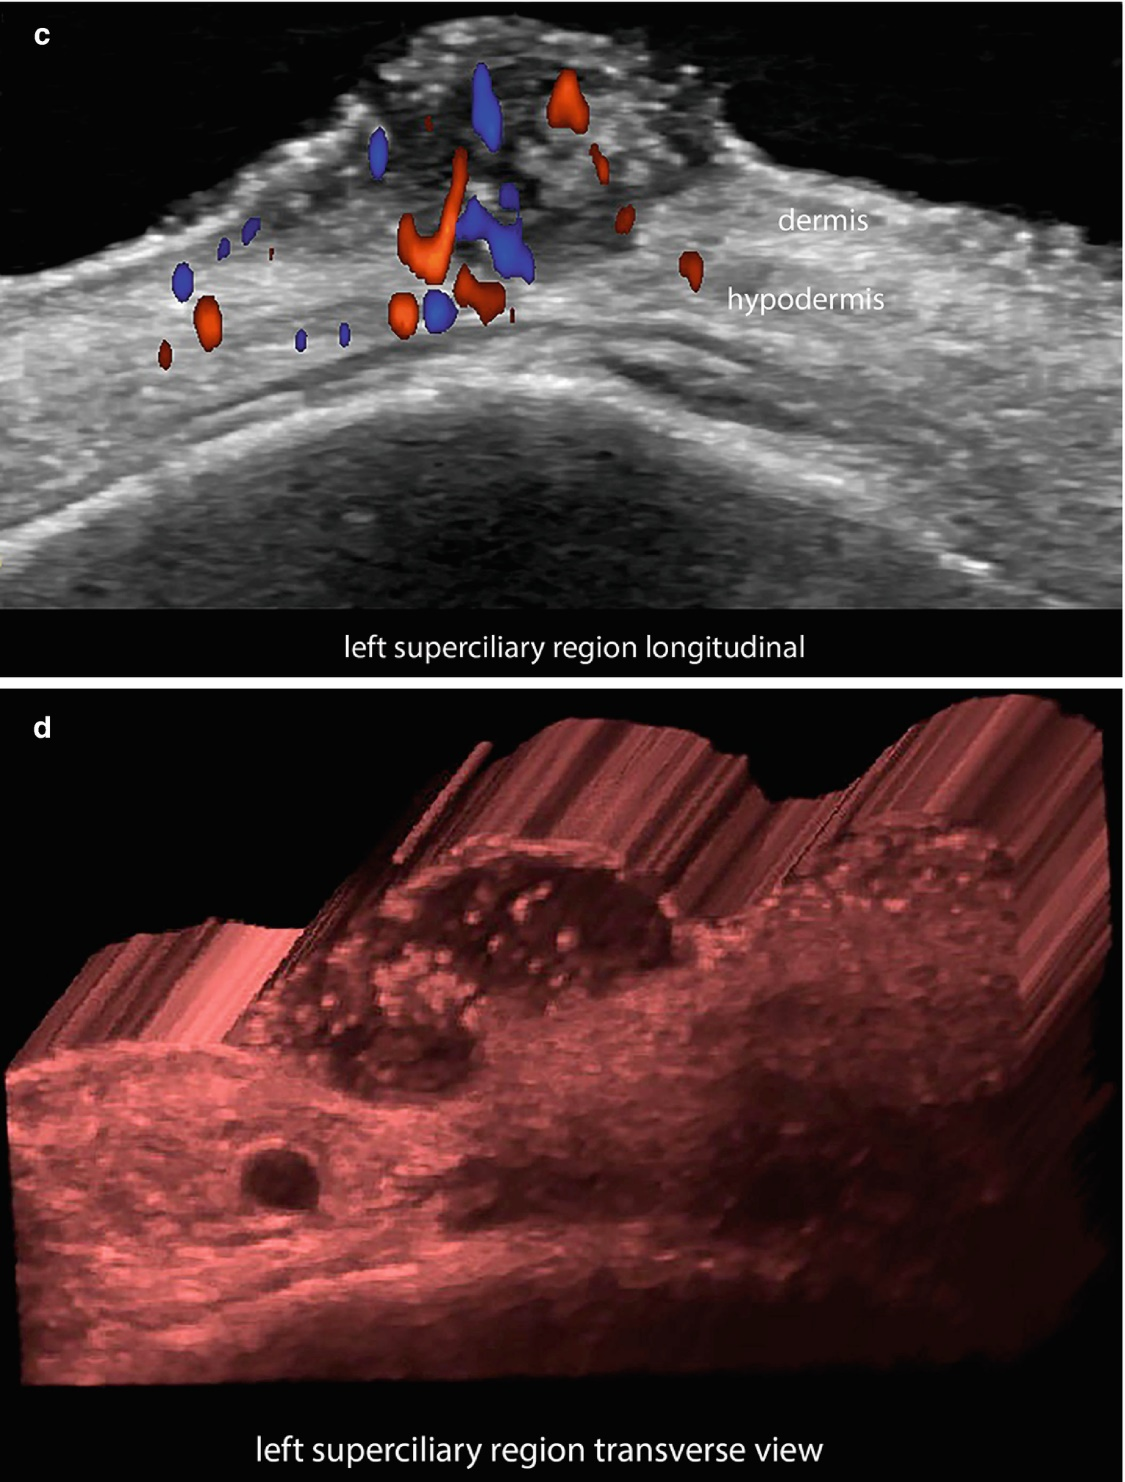 c
dermis
hypodermis
left superciliary region longitudinal
d
left superciliary region transverse view